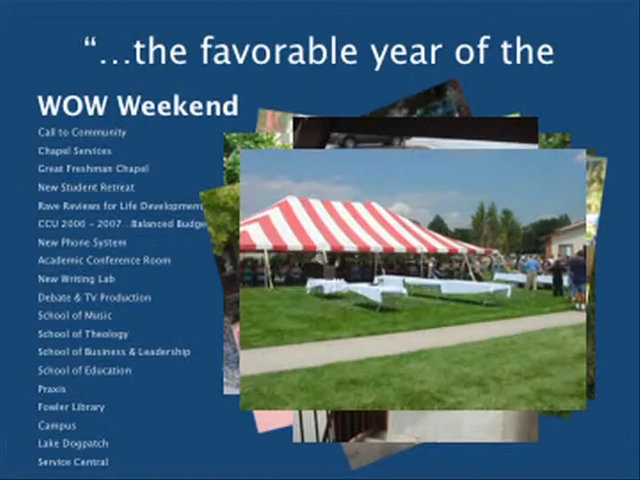 “...the favorable year of the
WOW Weekend
Call to Community
Chapel Services
Great Freshman Chapel
New Student Retreat
Rave Reviews for Life Development
CCU 2006 - 2007...Balanced Budge
New Phone System
Academic Conference Room
New Writing Lab
Debate & TV Production
School of Music
School of Theology
School of Business & Leadership
School of Education
Praxis
Fowler Library
Campus
Lake Dogpatch
Service Central